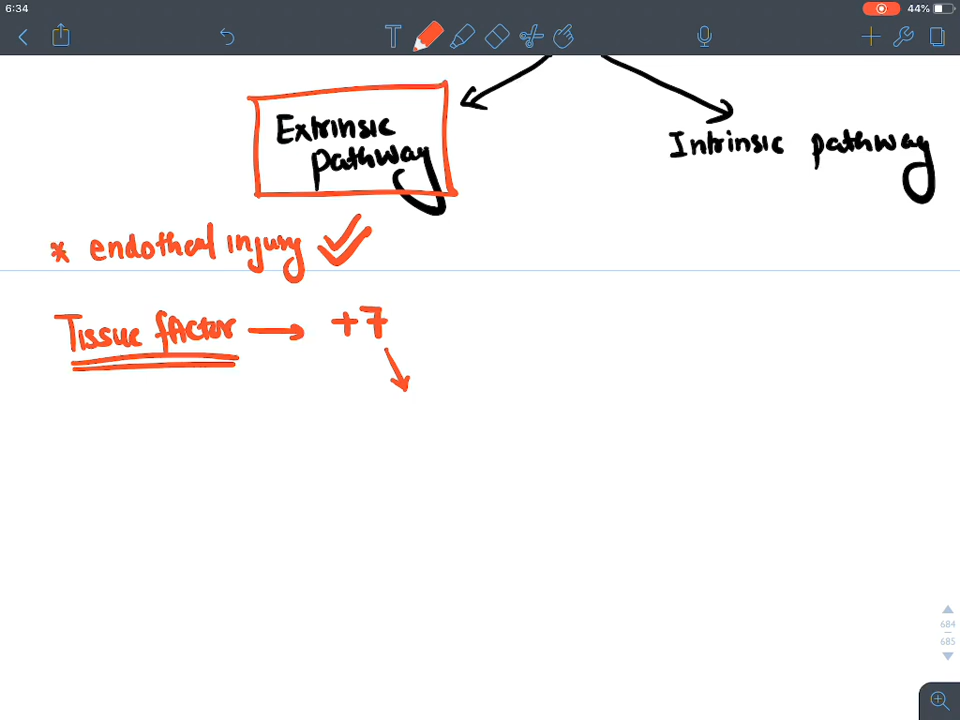 6:34
44%
T
Extrinsic
pathway
Intrinsic pathway
* endotheal injury
Tissue factor → +7
684
685